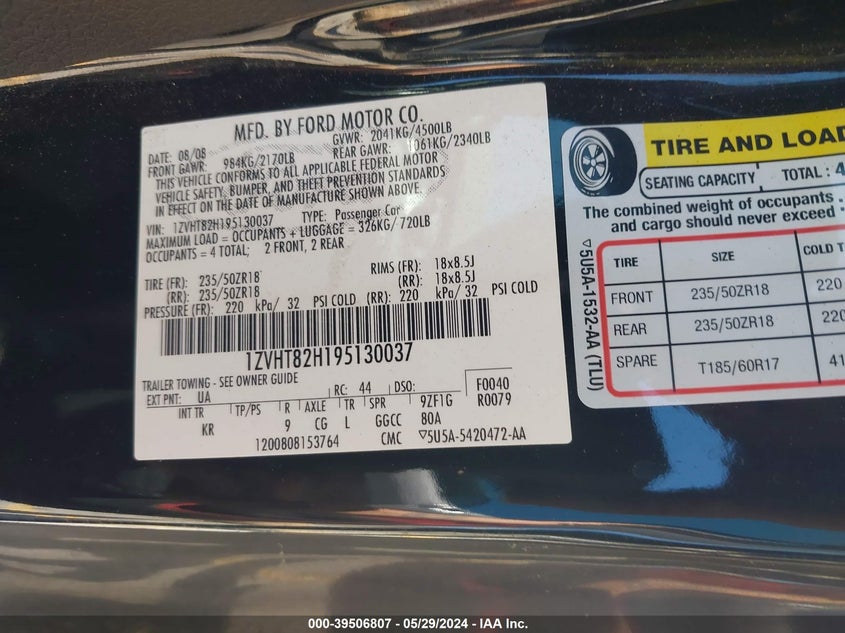 MFD. BY FORD MOTOR CO.
DATE: 08/08 GVWR: 2041KG/4500LB
FRONT GAWR: 984KG/2170LB REAR GAWR: 1061KG/2340LB
THIS VEHICLE CONFORMS TO ALL APPLICABLE FEDERAL MOTOR
VEHICLE SAFETY, BUMPER, AND THEFT PREVENTION STANDARDS
IN EFFECT ON THE DATE OF MANUFACTURE SHOWN ABOVE.
VIN: 1ZVHT82H195130037 TYPE: Passenger Car
MAXIMUM LOAD = OCCUPANTS + LUGGAGE = 326KG/720LB
OCCUPANTS = 4 TOTAL; 2 FRONT, 2 REAR
TIRE (FR): 235/50ZR18 RIMS (FR): 18x8.5J
(RR): 235/50ZR18 (RR): 18x8.5J
PRESSURE (FR): 220 kPa/ 32 PSI COLD (RR): 220 kPa/ 32 PSI COLD
1ZVHT82H195130037
TRAILER TOWING - SEE OWNER GUIDE
EXT PNT: UA RC: 44 DSO: F0040
INT TR TP/PS R AXLE TR SPR 9ZF1G R0079
KR 9 CG L GGCC 80A
1200808153764 CMC ▽5U5A-5420472-AA
TIRE AND LOAD
SEATING CAPACITY TOTAL : 4
The combined weight of occupants
and cargo should never exceed :
TIRE SIZE COLD T
FRONT 235/50ZR18 220
REAR 235/50ZR18 220
SPARE T185/60R17 41
▽5U5A-1532-AA (TLU)
000-39506807 - 05/29/2024 - IAA Inc.